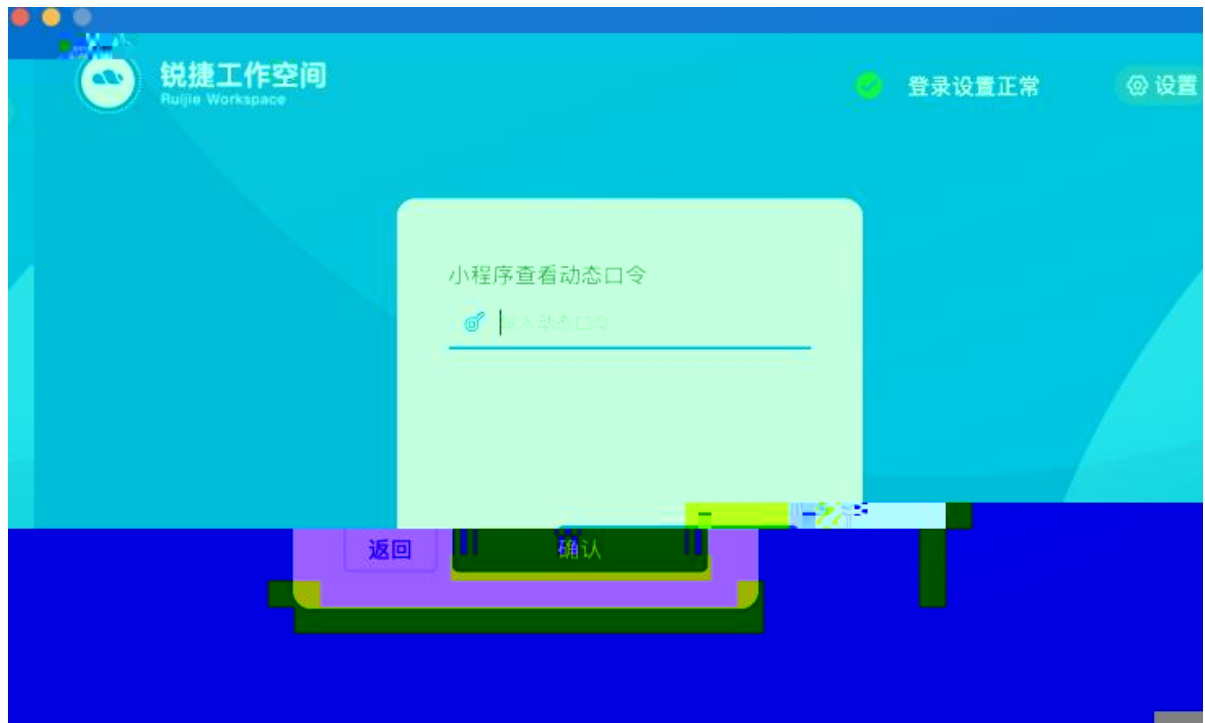 锐捷工作空间
Ruijie Workspace
登录设置正常
设置
小程序查看动态口令
输入动态口令
返回
确认